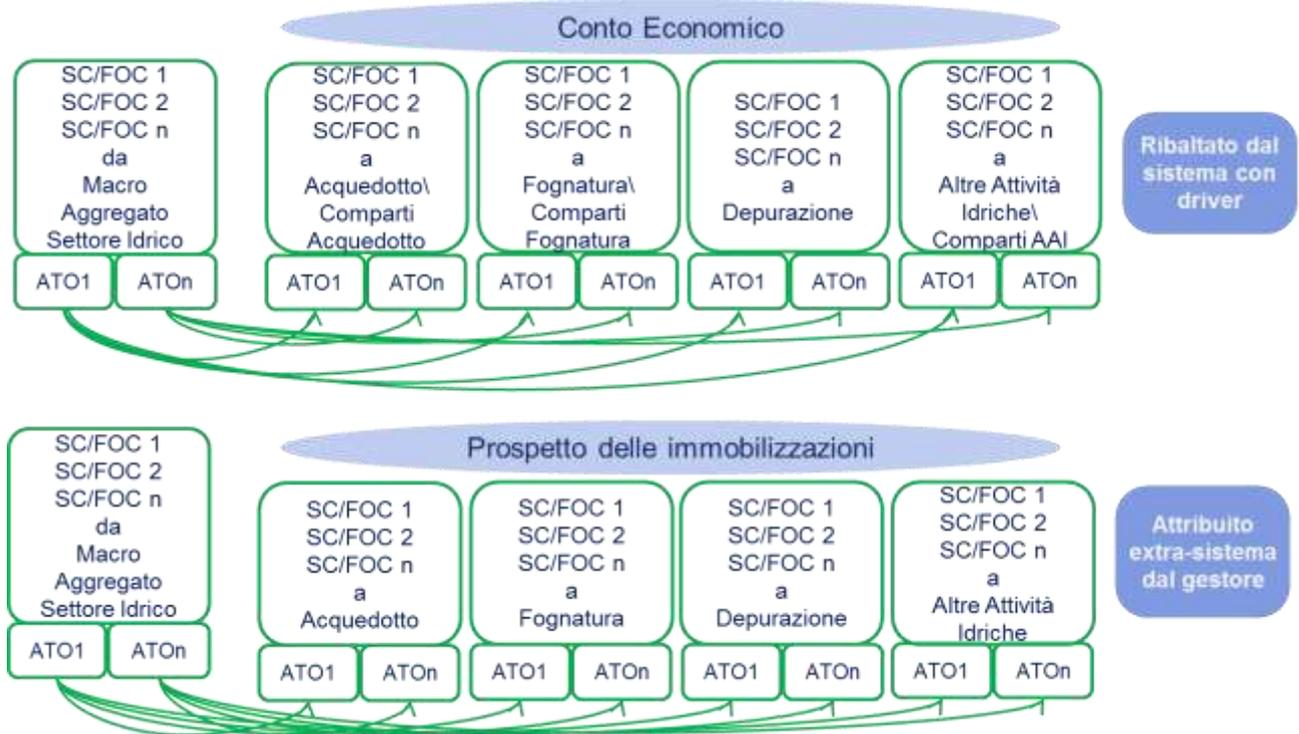 Conto Economico
SC/FOC 1
SC/FOC 2
SC/FOC n
da
Macro
Aggregato
Settore Idrico
ATO1
ATOn
SC/FOC 1
SC/FOC 2
SC/FOC n
a
Acquedotto\
Comparti
Acquedotto
ATO1
ATOn
SC/FOC 1
SC/FOC 2
SC/FOC n
a
Fognatura\
Comparti
Fognatura
ATO1
ATOn
SC/FOC 1
SC/FOC 2
SC/FOC n
a
Depurazione
ATO1
ATOn
SC/FOC 1
SC/FOC 2
SC/FOC n
a
Altre Attività
Idriche\
Comparti AAI
ATO1
ATOn
Ribaltato dal
sistema con
driver
Prospetto delle immobilizzazioni
SC/FOC 1
SC/FOC 2
SC/FOC n
da
Macro
Aggregato
Settore Idrico
ATO1
ATOn
SC/FOC 1
SC/FOC 2
SC/FOC n
a
Acquedotto
ATO1
ATOn
SC/FOC 1
SC/FOC 2
SC/FOC n
a
Fognatura
ATO1
ATOn
SC/FOC 1
SC/FOC 2
SC/FOC n
a
Depurazione
ATO1
ATOn
SC/FOC 1
SC/FOC 2
SC/FOC n
a
Altre Attività
Idriche
ATO1
ATOn
Attribuito
extra-sistema
dal gestore